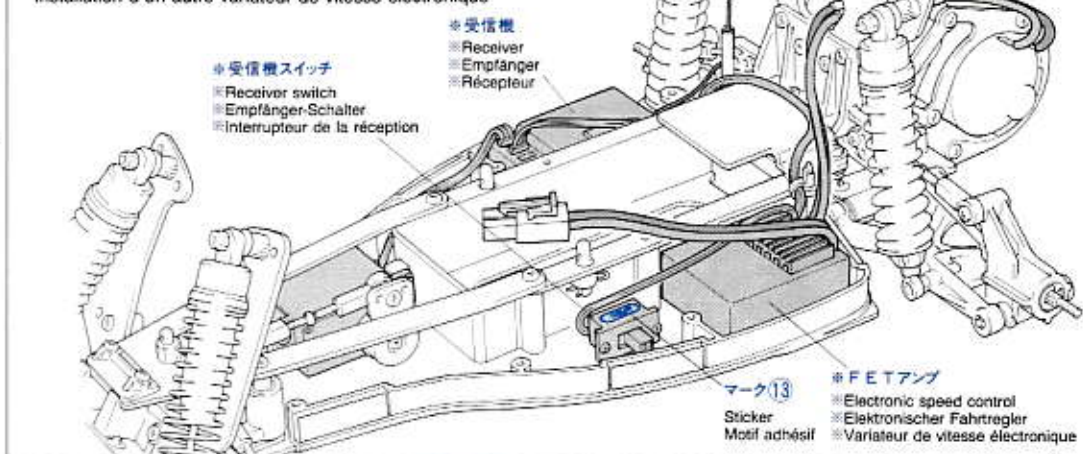 Installation d'un autre variateur de vitesse électronique
※受信機
※Receiver
※Empfänger
※Récepteur
※受信機スイッチ
※Receiver switch
※Empfänger-Schalter
※Interrupteur de la réception
マーク⑬
Sticker
Motif adhésif
※FETアンプ
※Electronic speed control
※Elektronischer Fahrtregler
※Variateur de vitesse électronique